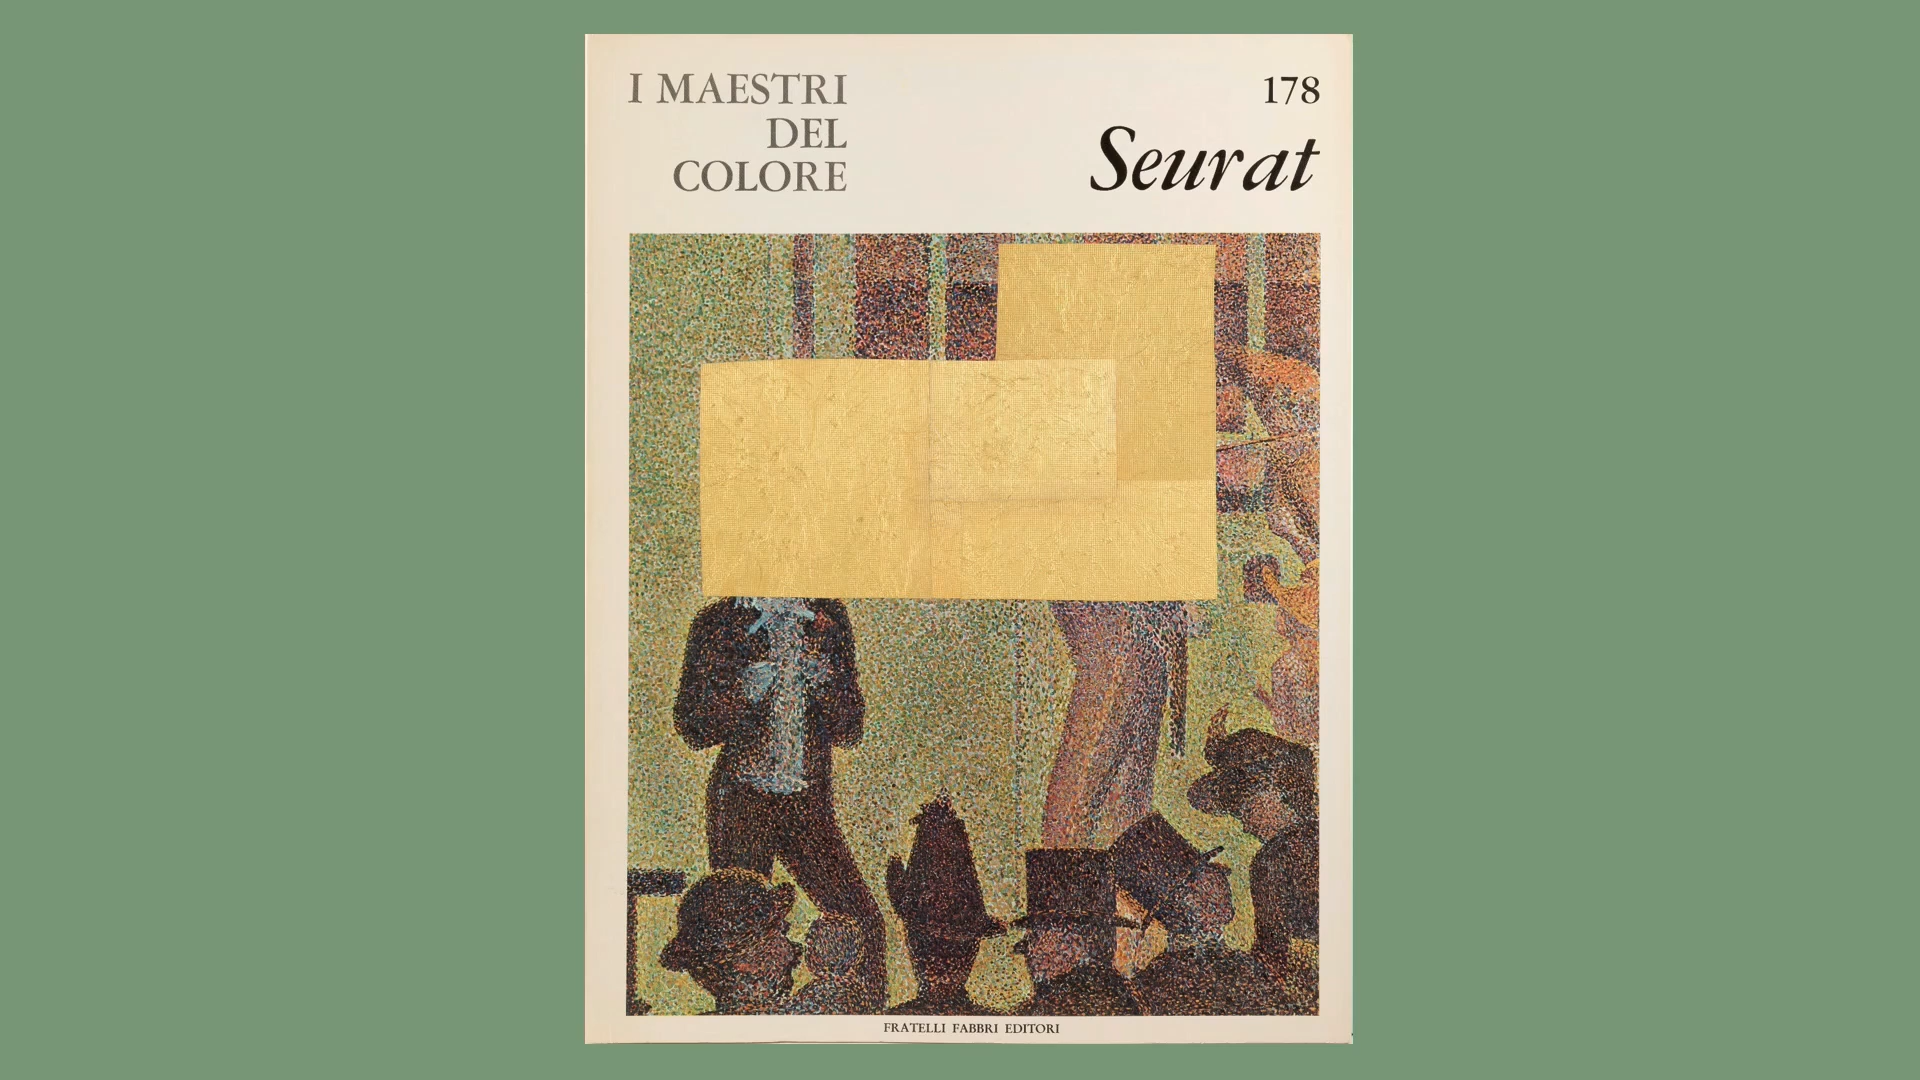 I MAESTRI
DEL
COLORE
178
Seurat
FRATELLI FABBRI EDITORI